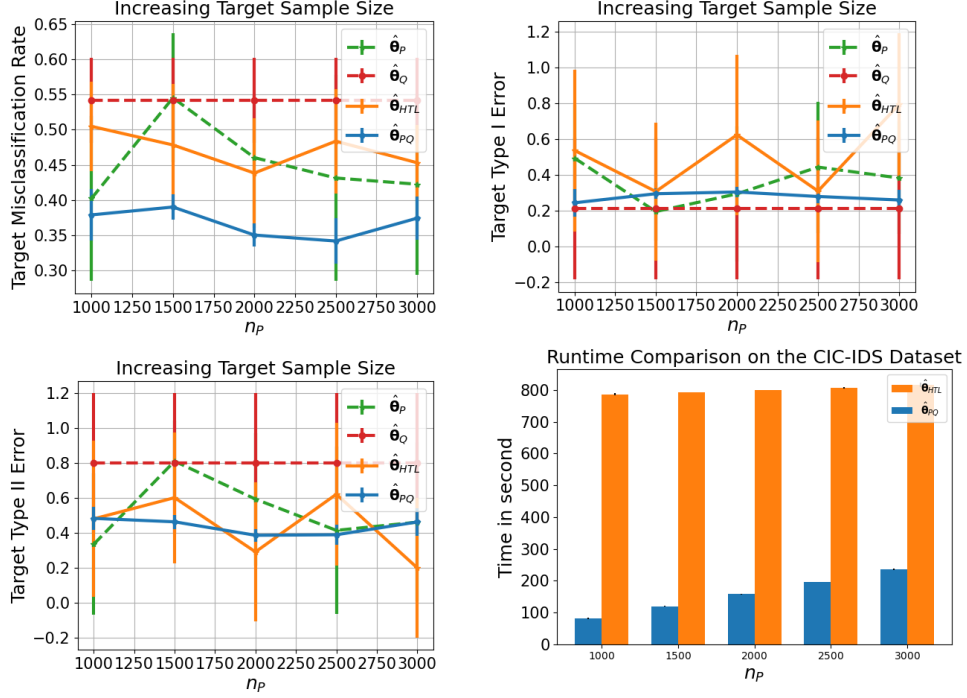 Increasing Target Sample Size
Target Misclassification Rate
0.65
0.60
0.55
0.50
0.45
0.40
0.35
0.30
θ̂_P
θ̂_Q
θ̂_HTL
θ̂_PQ
1000 1250 1500 1750 2000 2250 2500 2750 3000
n_P
Increasing Target Sample Size
Target Type I Error
1.2
1.0
0.8
0.6
0.4
0.2
0.0
−0.2
θ̂_P
θ̂_Q
θ̂_HTL
θ̂_PQ
1000 1250 1500 1750 2000 2250 2500 2750 3000
n_P
Increasing Target Sample Size
Target Type II Error
1.2
1.0
0.8
0.6
0.4
0.2
0.0
−0.2
θ̂_P
θ̂_Q
θ̂_HTL
θ̂_PQ
1000 1250 1500 1750 2000 2250 2500 2750 3000
n_P
Runtime Comparison on the CIC-IDS Dataset
Time in second
800
700
600
500
400
300
200
100
0
θ̂_HTL
θ̂_PQ
1000 1500 2000 2500 3000
n_P